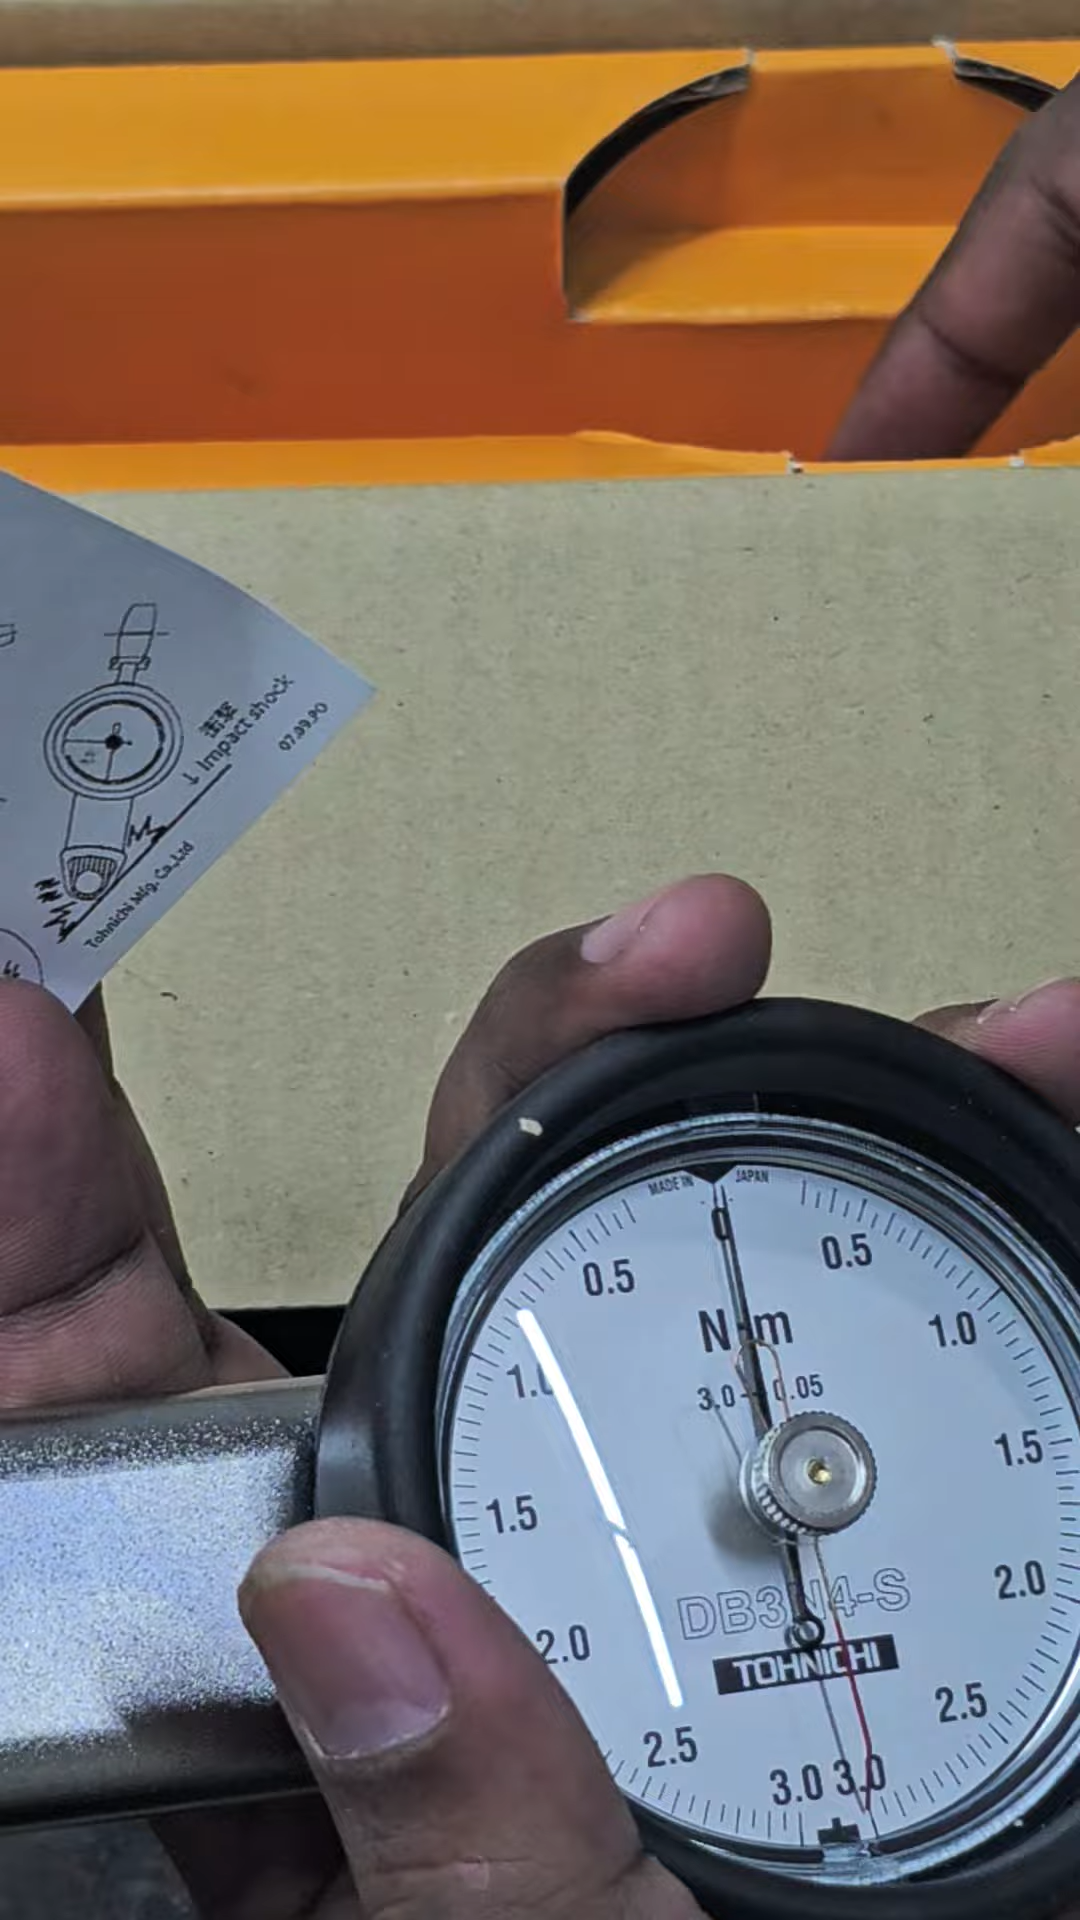 衝撃
↓ Impact shock
07.09.PO
Tohnichi Mfg. Co.,Ltd
MADE IN JAPAN
0
0.5 0.5
N·m
1.0 1.0
3.0 - 0.05
1.5 1.5
DB3N4-S
2.0 2.0
TOHNICHI
2.5 2.5
3.0 3.0